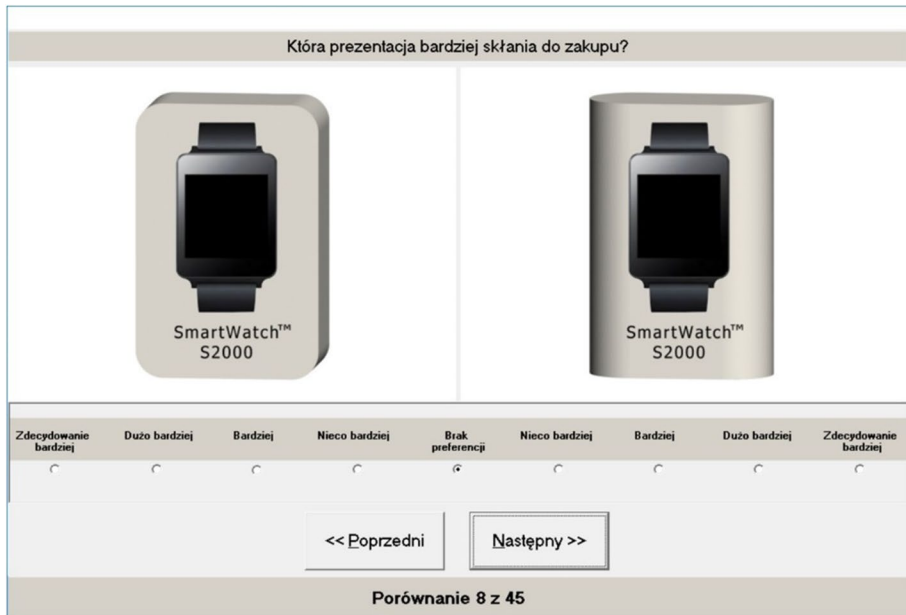 Która prezentacja bardziej skłania do zakupu?
SmartWatch™
S2000
SmartWatch™
S2000
Zdecydowanie bardziej
Dużo bardziej
Bardziej
Nieco bardziej
Brak preferencji
Nieco bardziej
Bardziej
Dużo bardziej
Zdecydowanie bardziej
<< Poprzedni
Następny >>
Porównanie 8 z 45